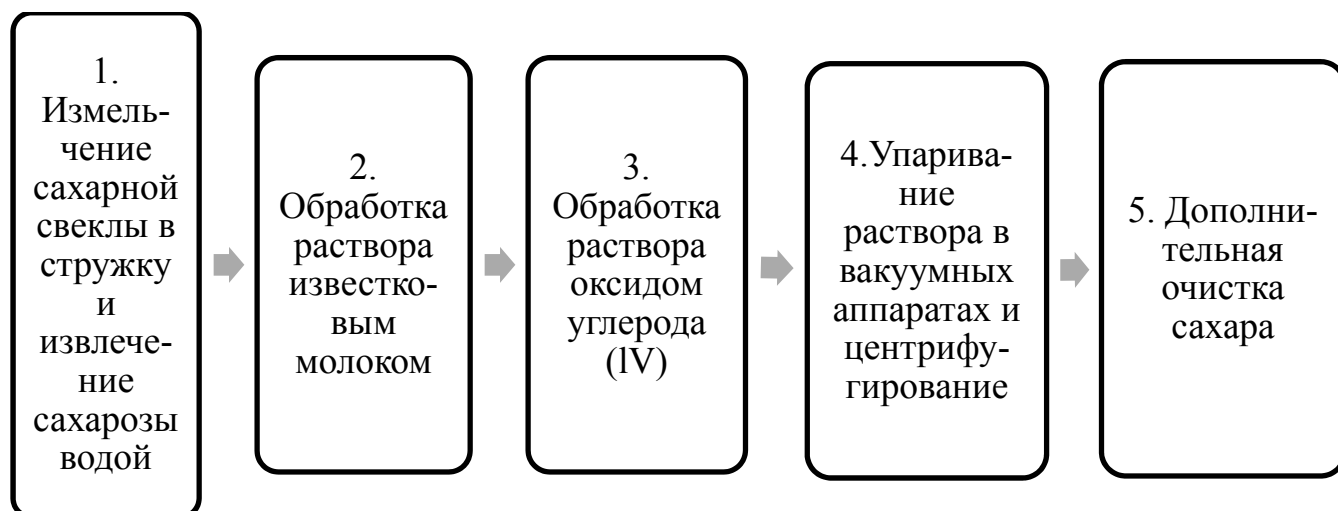 1.
Измель-
чение
сахарной
свеклы в
стружку
и
извлече-
ние
сахарозы
водой
2.
Обработка
раствора
известко-
вым
молоком
3.
Обработка
раствора
оксидом
углерода
(lV)
4.Упарива-
ние
раствора в
вакуумных
аппаратах и
центрифу-
гирование
5. Дополни-
тельная
очистка
сахара